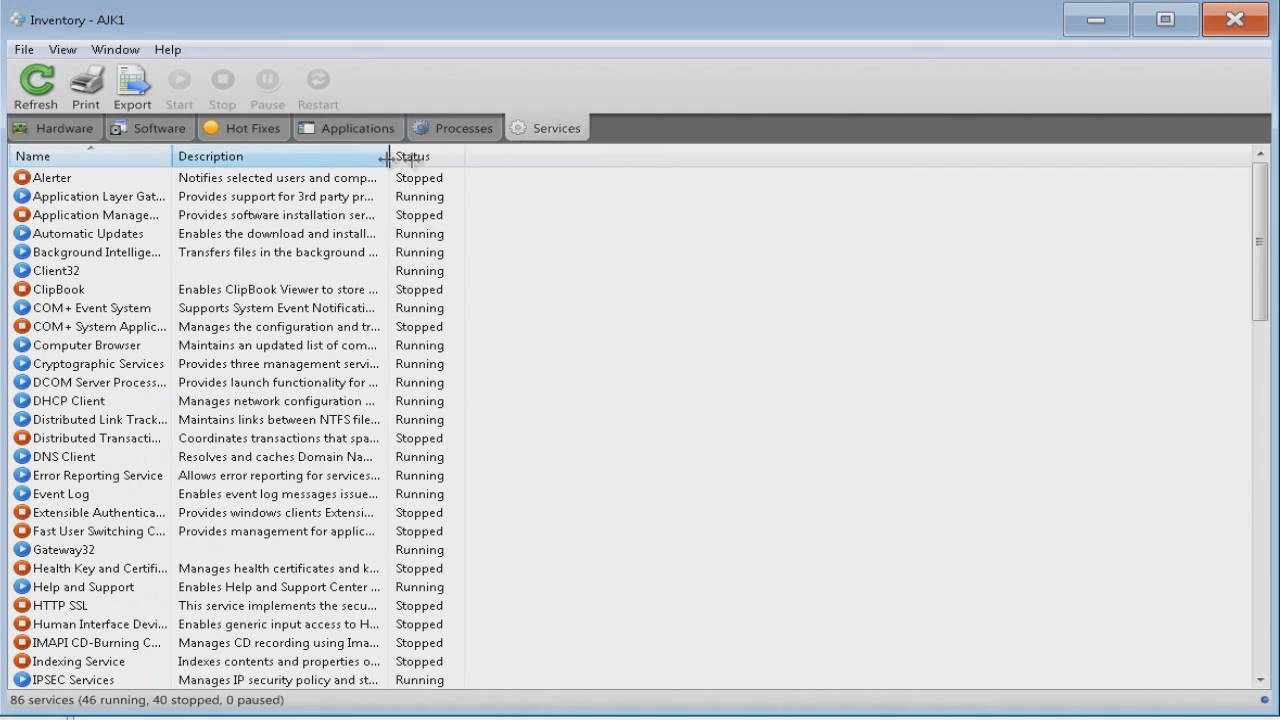 Inventory - AJK1
File View Window Help
Refresh Print Export Start Stop Pause Restart
Hardware Software Hot Fixes Applications Processes Services
Name Description Status
Alerter Notifies selected users and comp... Stopped
Application Layer Gat... Provides support for 3rd party pr... Running
Application Manage... Provides software installation ser... Stopped
Automatic Updates Enables the download and install... Running
Background Intellige... Transfers files in the background ... Running
Client32 Running
ClipBook Enables ClipBook Viewer to store ... Stopped
COM+ Event System Supports System Event Notificati... Running
COM+ System Applic... Manages the configuration and tr... Stopped
Computer Browser Maintains an updated list of com... Running
Cryptographic Services Provides three management servi... Running
DCOM Server Process... Provides launch functionality for ... Running
DHCP Client Manages network configuration ... Running
Distributed Link Track... Maintains links between NTFS file... Running
Distributed Transacti... Coordinates transactions that spa... Stopped
DNS Client Resolves and caches Domain Na... Running
Error Reporting Service Allows error reporting for services... Running
Event Log Enables event log messages issue... Running
Extensible Authentica... Provides windows clients Extensi... Stopped
Fast User Switching C... Provides management for applic... Stopped
Gateway32 Running
Health Key and Certifi... Manages health certificates and k... Stopped
Help and Support Enables Help and Support Center ... Running
HTTP SSL This service implements the secu... Stopped
Human Interface Devi... Enables generic input access to H... Stopped
IMAPI CD-Burning C... Manages CD recording using Ima... Stopped
Indexing Service Indexes contents and properties o... Stopped
IPSEC Services Manages IP security policy and st... Running
86 services (46 running, 40 stopped, 0 paused)